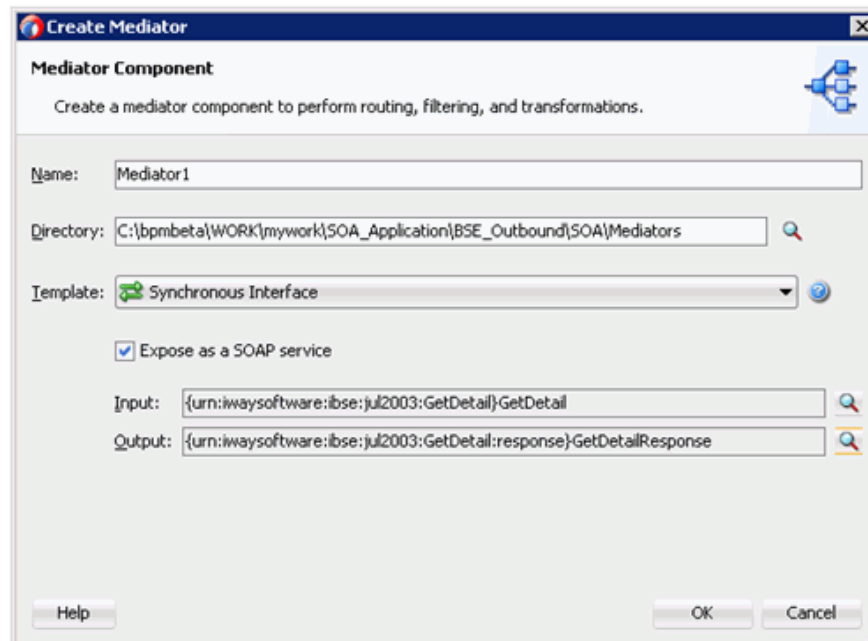 Create Mediator
Mediator Component
Create a mediator component to perform routing, filtering, and transformations.
Name: Mediator1
Directory: C:\bpmbeta\WORK\mywork\SOA_Application\BSE_Outbound\SOA\Mediators
Template: Synchronous Interface
Expose as a SOAP service
Input: {urn:iwaysoftware:ibse:jul2003:GetDetail}GetDetail
Output: {urn:iwaysoftware:ibse:jul2003:GetDetail:response}GetDetailResponse
Help OK Cancel